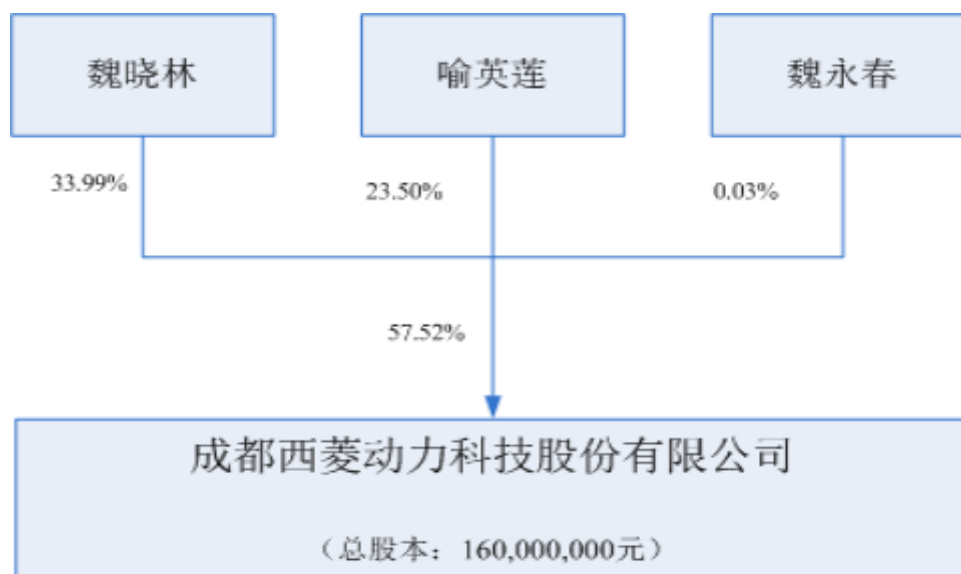 魏晓林
喻英莲
魏永春
33.99%
23.50%
0.03%
57.52%
成都西菱动力科技股份有限公司
（总股本：160,000,000元）